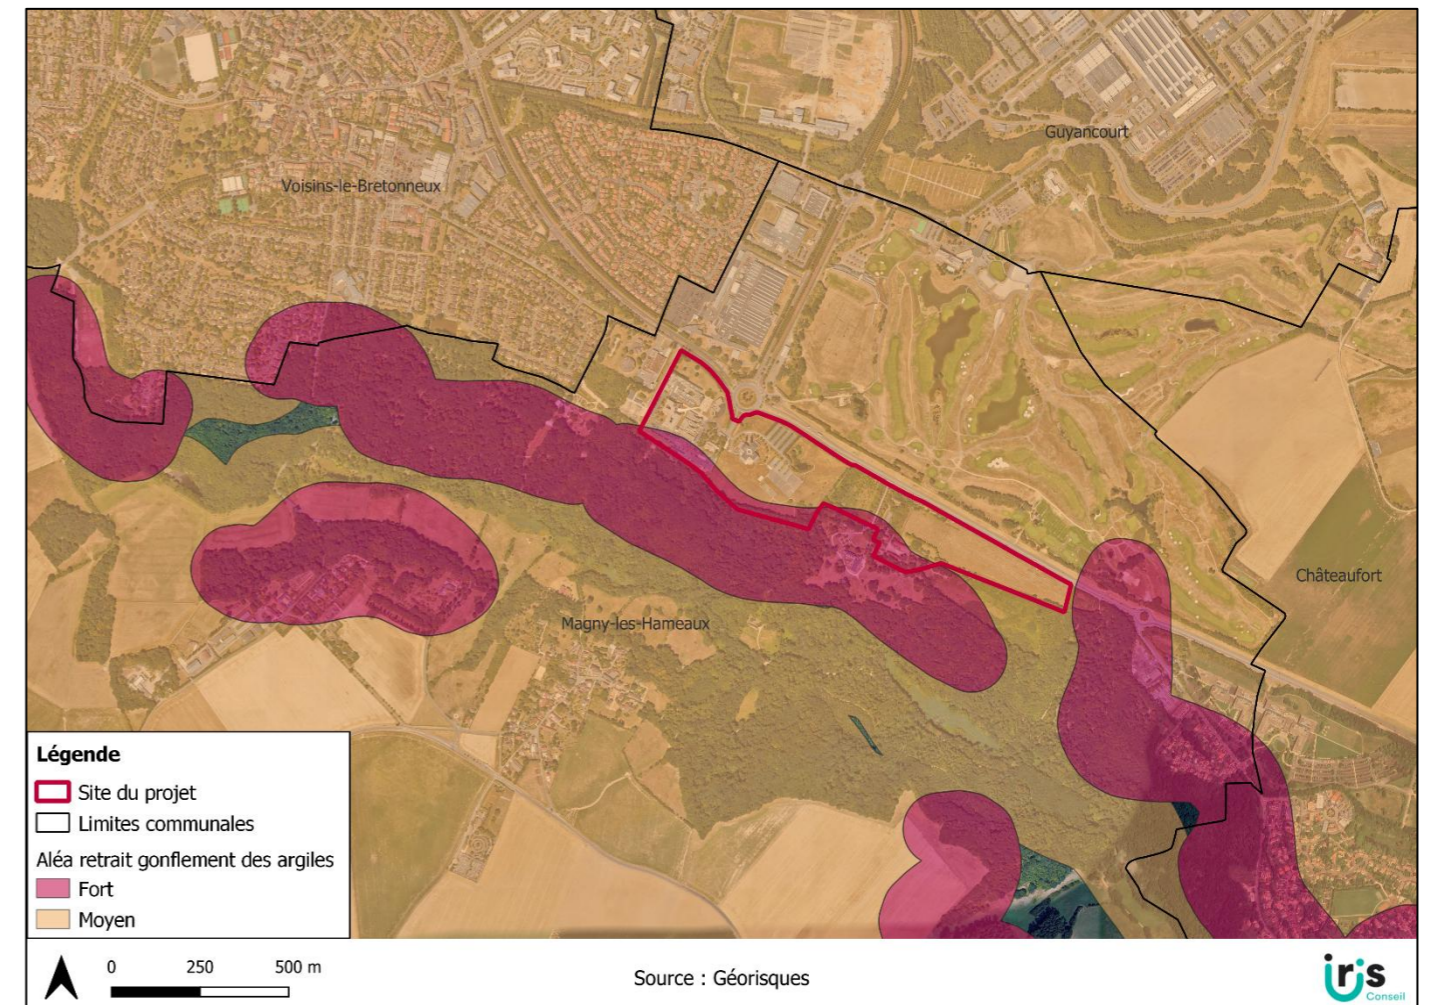 Guyancourt
Voisins-le-Bretonneux
Châteaufort
Magny-les-Hameaux
Légende
Site du projet
Limites communales
Aléa retrait gonflement des argiles
Fort
Moyen
0 250 500 m
Source : Géorisques
iris
Conseil